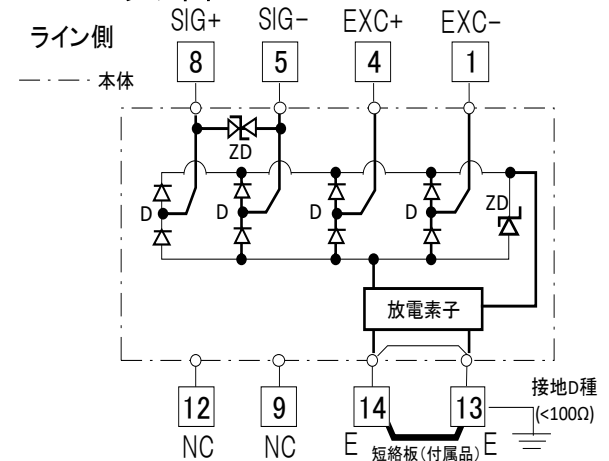 SIG+ SIG- EXC+ EXC-
ライン側
8 5 4 1
本体
ZD
D D D D ZD
放電素子
12 9 14 13
接地D種
(<100Ω)
NC NC E 短絡板(付属品) E